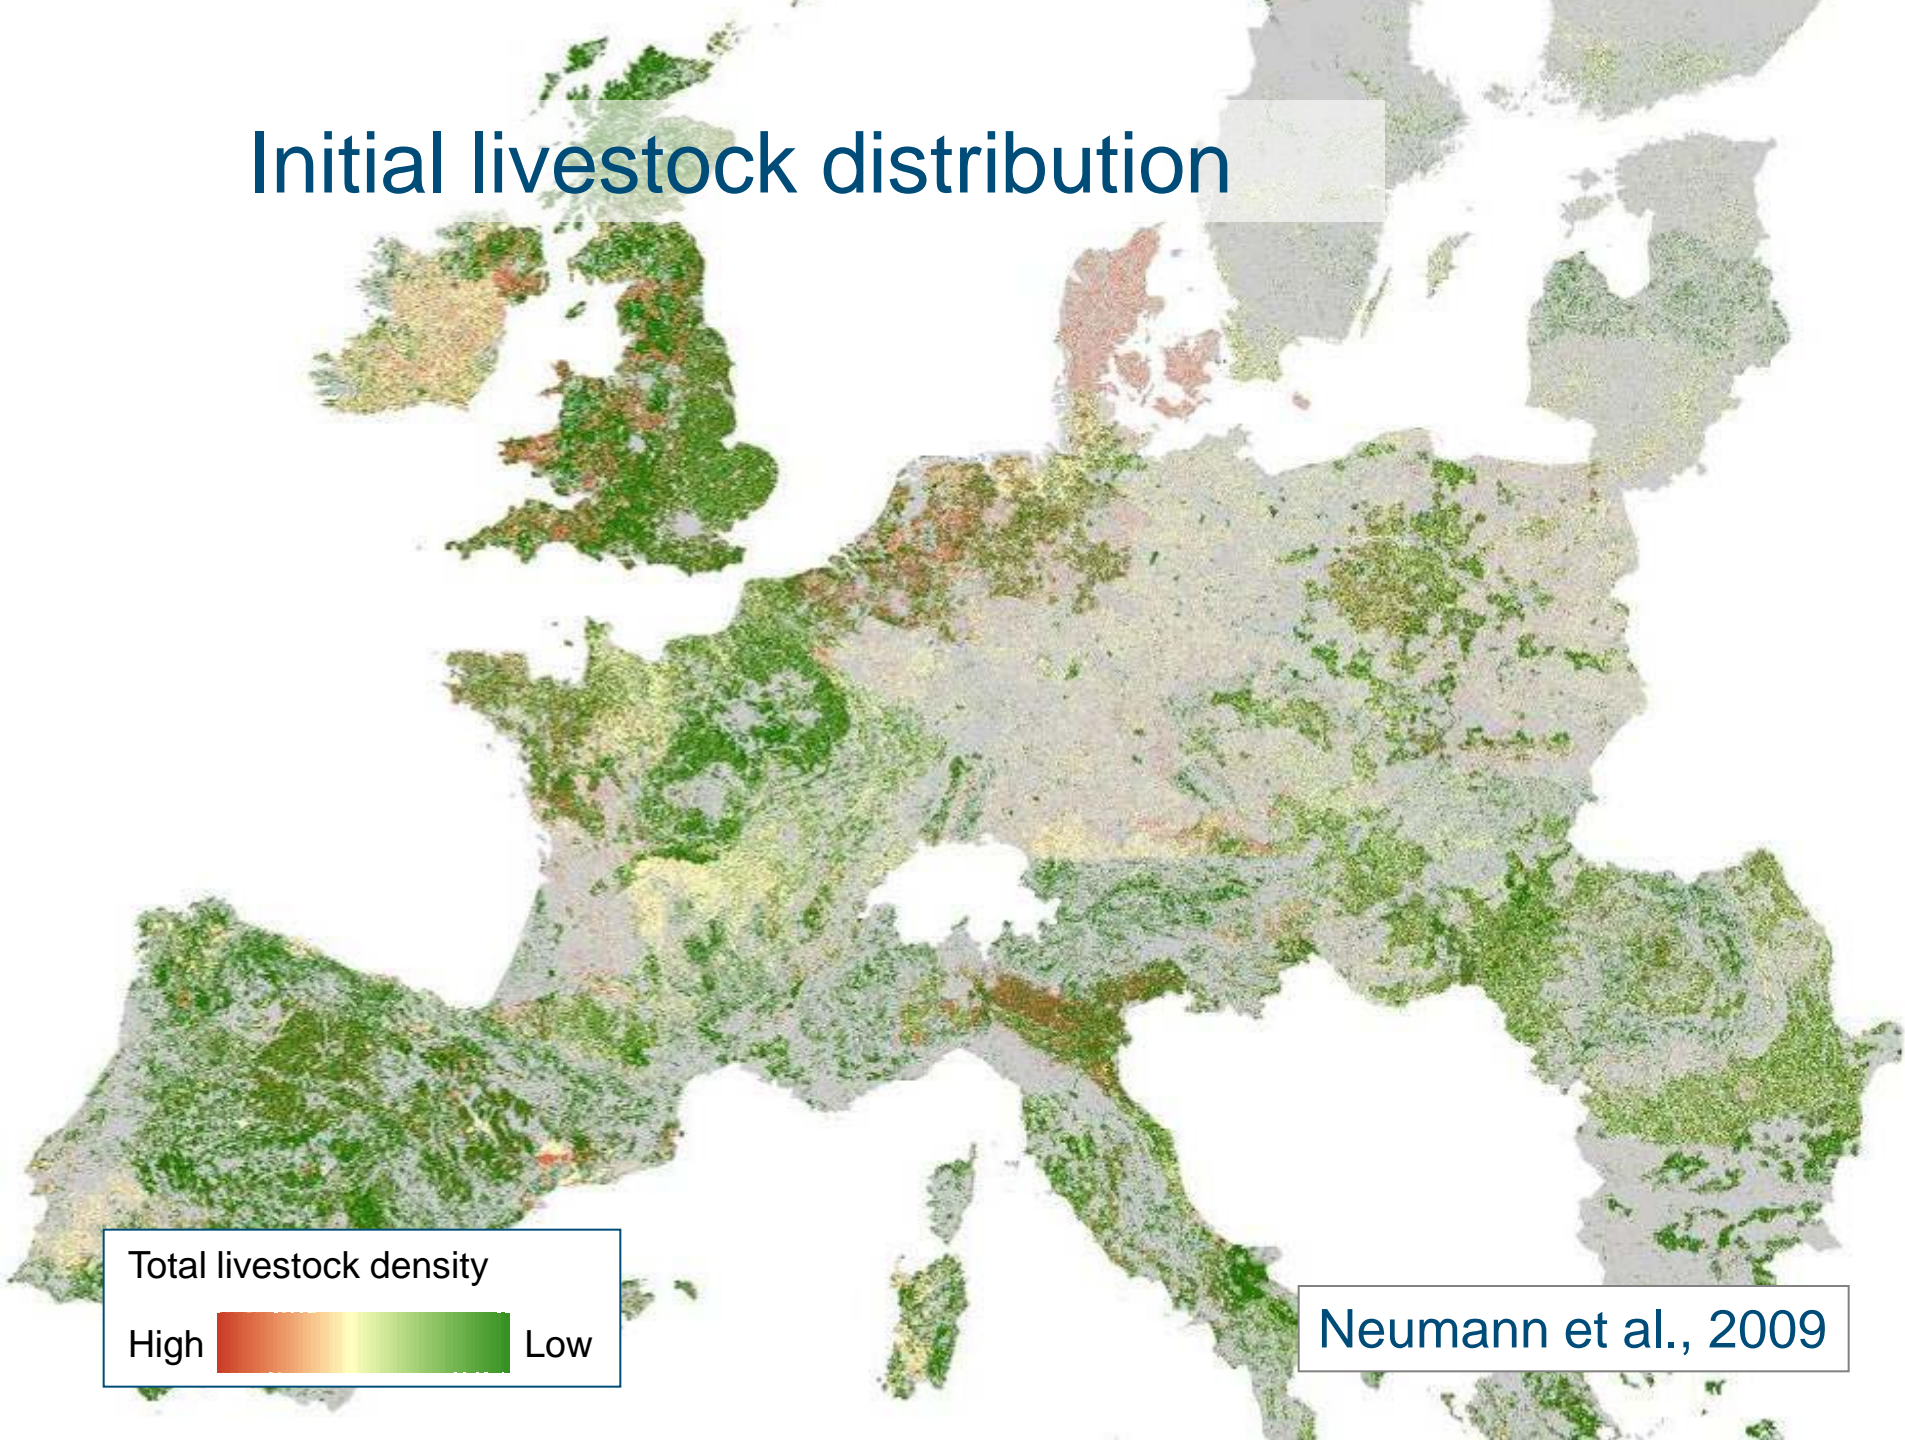 Initial livestock distribution
Total livestock density
High Low
Neumann et al., 2009